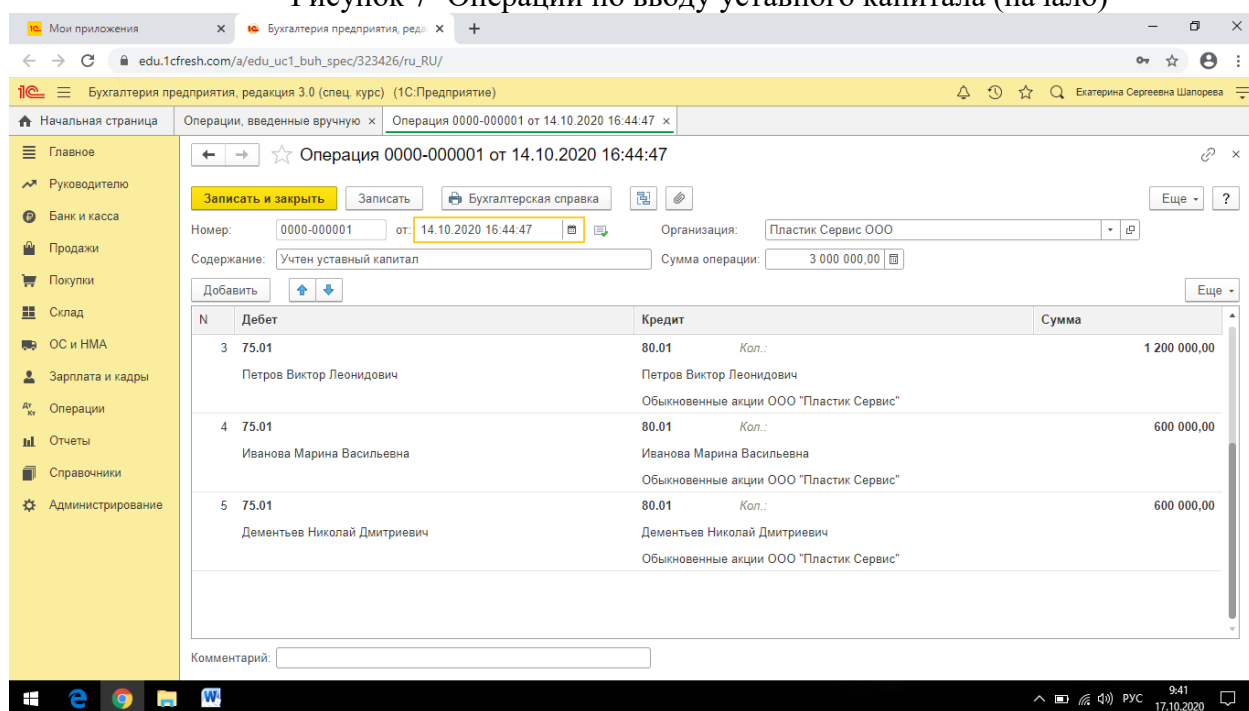 Рисунок 7- Операции по вводу уставного капитала (начало)
Мои приложения × Бухгалтерия предприятия, реда × +
edu.1cfresh.com/a/edu_uc1_buh_spec/323426/ru_RU/
Бухгалтерия предприятия, редакция 3.0 (спец. курс) (1С:Предприятие) Екатерина Сергеевна Шапорева
Начальная страница Операции, введенные вручную × Операция 0000-000001 от 14.10.2020 16:44:47 ×
Главное
Руководителю
Банк и касса
Продажи
Покупки
Склад
ОС и НМА
Зарплата и кадры
Операции
Отчеты
Справочники
Администрирование
Операция 0000-000001 от 14.10.2020 16:44:47
Записать и закрыть Записать Бухгалтерская справка Еще ?
Номер: 0000-000001 от: 14.10.2020 16:44:47 Организация: Пластик Сервис ООО
Содержание: Учтен уставный капитал Сумма операции: 3 000 000,00
Добавить Еще
N Дебет Кредит Сумма
3 75.01 80.01 Кол.: 1 200 000,00
Петров Виктор Леонидович Петров Виктор Леонидович
Обыкновенные акции ООО "Пластик Сервис"
4 75.01 80.01 Кол.: 600 000,00
Иванова Марина Васильевна Иванова Марина Васильевна
Обыкновенные акции ООО "Пластик Сервис"
5 75.01 80.01 Кол.: 600 000,00
Дементьев Николай Дмитриевич Дементьев Николай Дмитриевич
Обыкновенные акции ООО "Пластик Сервис"
Комментарий:
РУС 9:41
17.10.2020